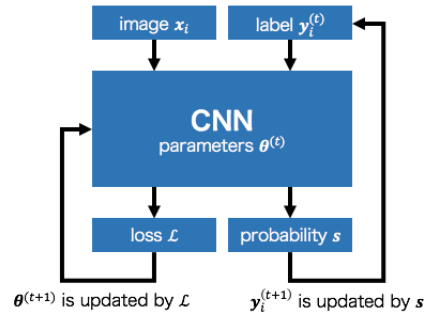 image 𝒙ᵢ
label 𝒚ᵢ⁽ᵗ⁾
CNN
parameters 𝜽⁽ᵗ⁾
loss ℒ
probability 𝒔
𝜽⁽ᵗ⁺¹⁾ is updated by ℒ
𝒚ᵢ⁽ᵗ⁺¹⁾ is updated by 𝒔